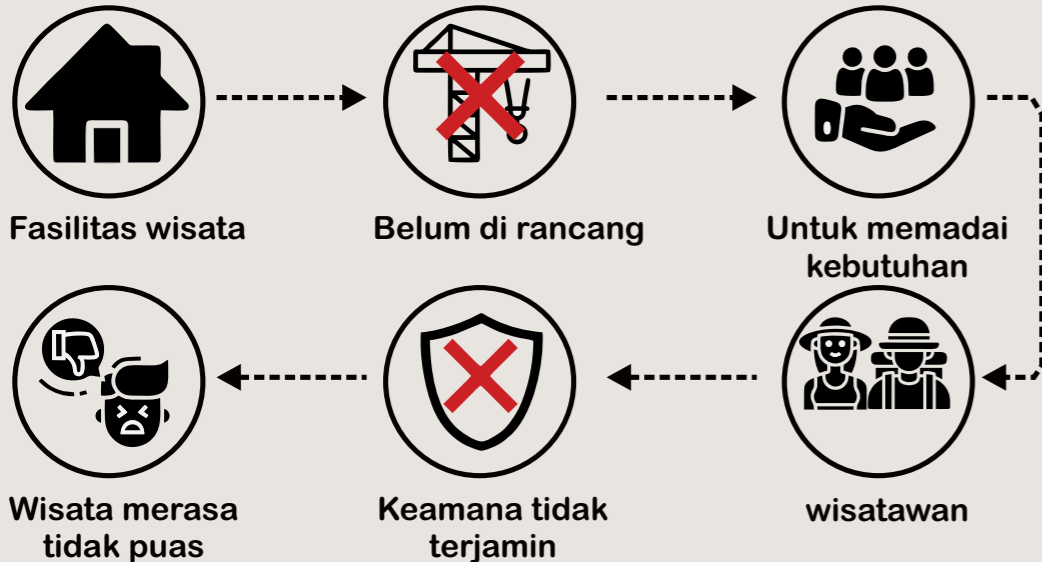 Fasilitas wisata
Belum di rancang
Untuk memadai
kebutuhan
wisatawan
Keamana tidak
terjamin
Wisata merasa
tidak puas